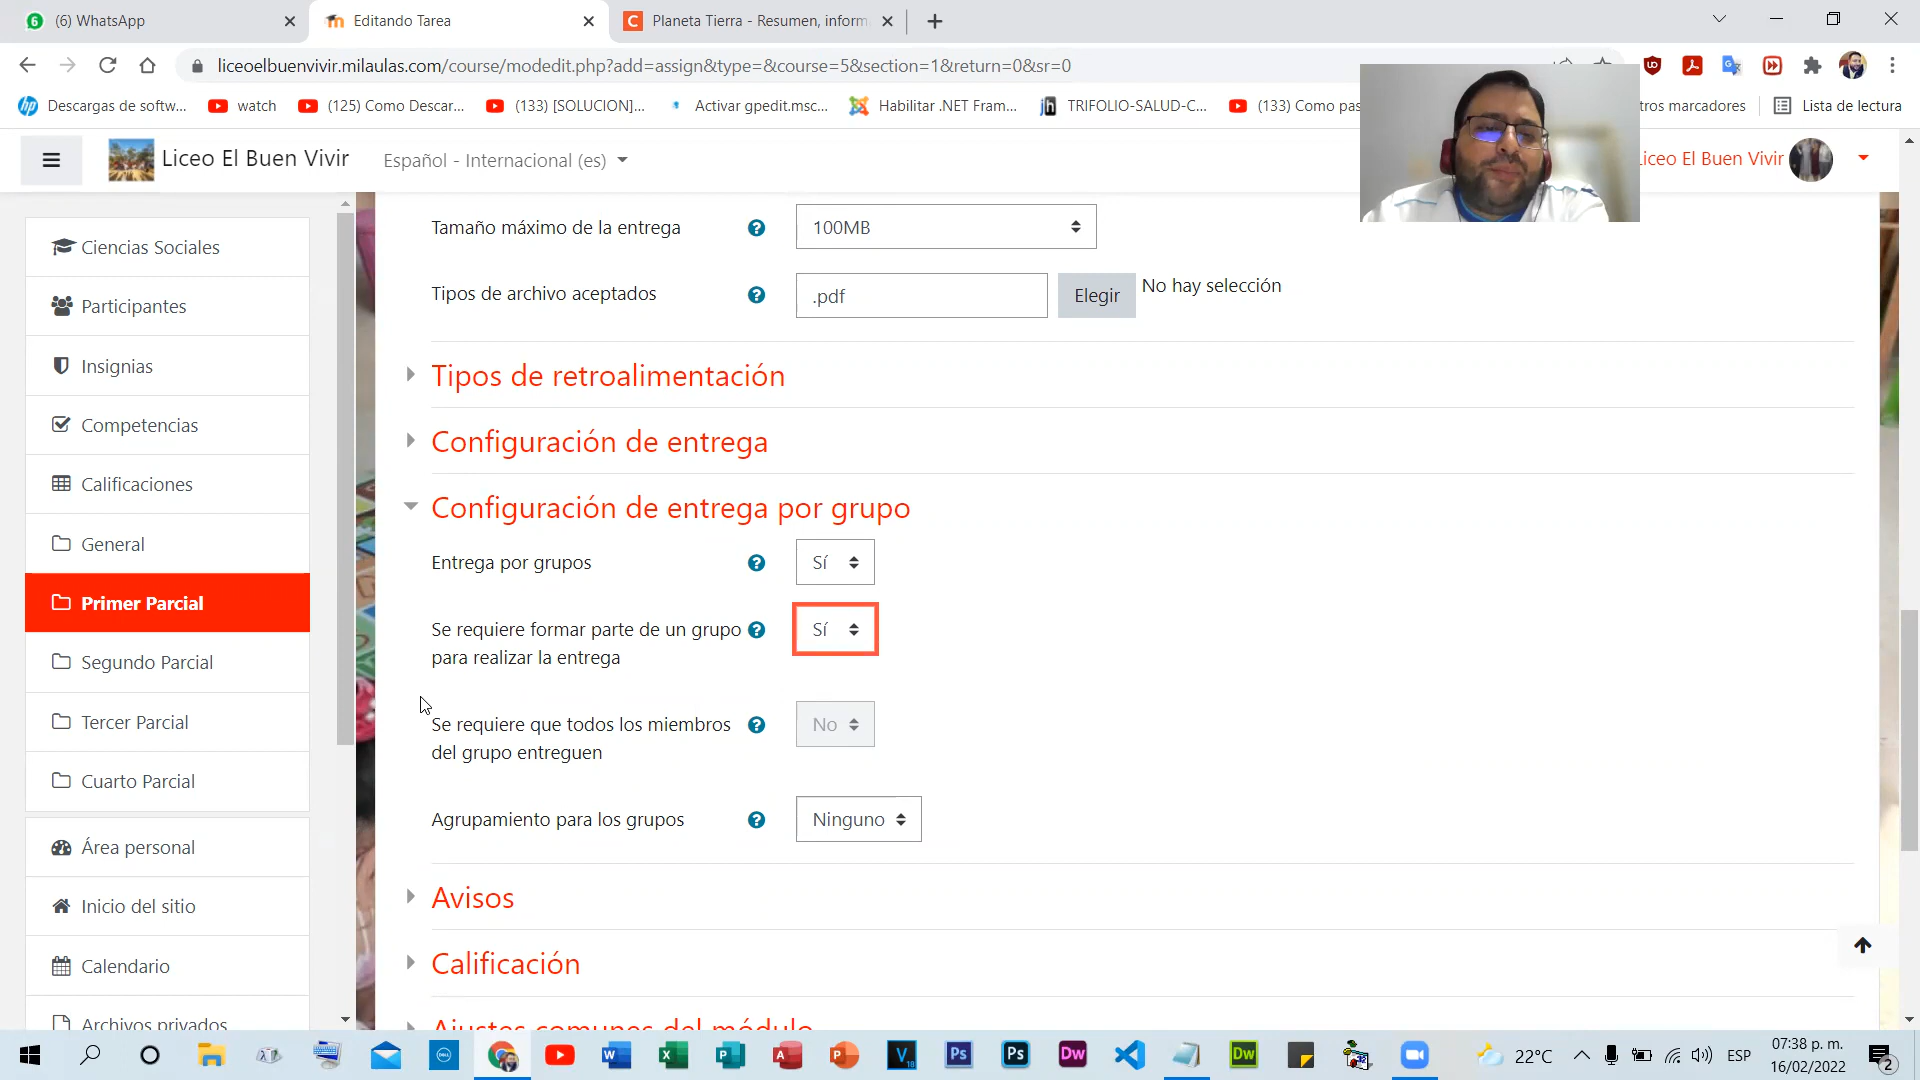 (6) WhatsApp
Editando Tarea
Planeta Tierra - Resumen, inform
liceoelbuenvivir.milaulas.com/course/modedit.php?add=assign&type=&course=5&section=1&return=0&sr=0
Descargas de softw...
watch
(125) Como Descar...
(133) [SOLUCION]...
Activar gpedit.msc...
Habilitar .NET Fram...
TRIFOLIO-SALUD-C...
(133) Como pas
tros marcadores
Lista de lectura
Liceo El Buen Vivir
Español - Internacional (es)
Liceo El Buen Vivir
Ciencias Sociales
Participantes
Insignias
Competencias
Calificaciones
General
Primer Parcial
Segundo Parcial
Tercer Parcial
Cuarto Parcial
Área personal
Inicio del sitio
Calendario
Archivos privados
Tamaño máximo de la entrega
100MB
Tipos de archivo aceptados
.pdf
Elegir
No hay selección
Tipos de retroalimentación
Configuración de entrega
Configuración de entrega por grupo
Entrega por grupos
Sí
Se requiere formar parte de un grupo
para realizar la entrega
Sí
Se requiere que todos los miembros
del grupo entreguen
No
Agrupamiento para los grupos
Ninguno
Avisos
Calificación
Ajustes comunes del módulo
22°C
ESP
07:38 p. m.
16/02/2022
2